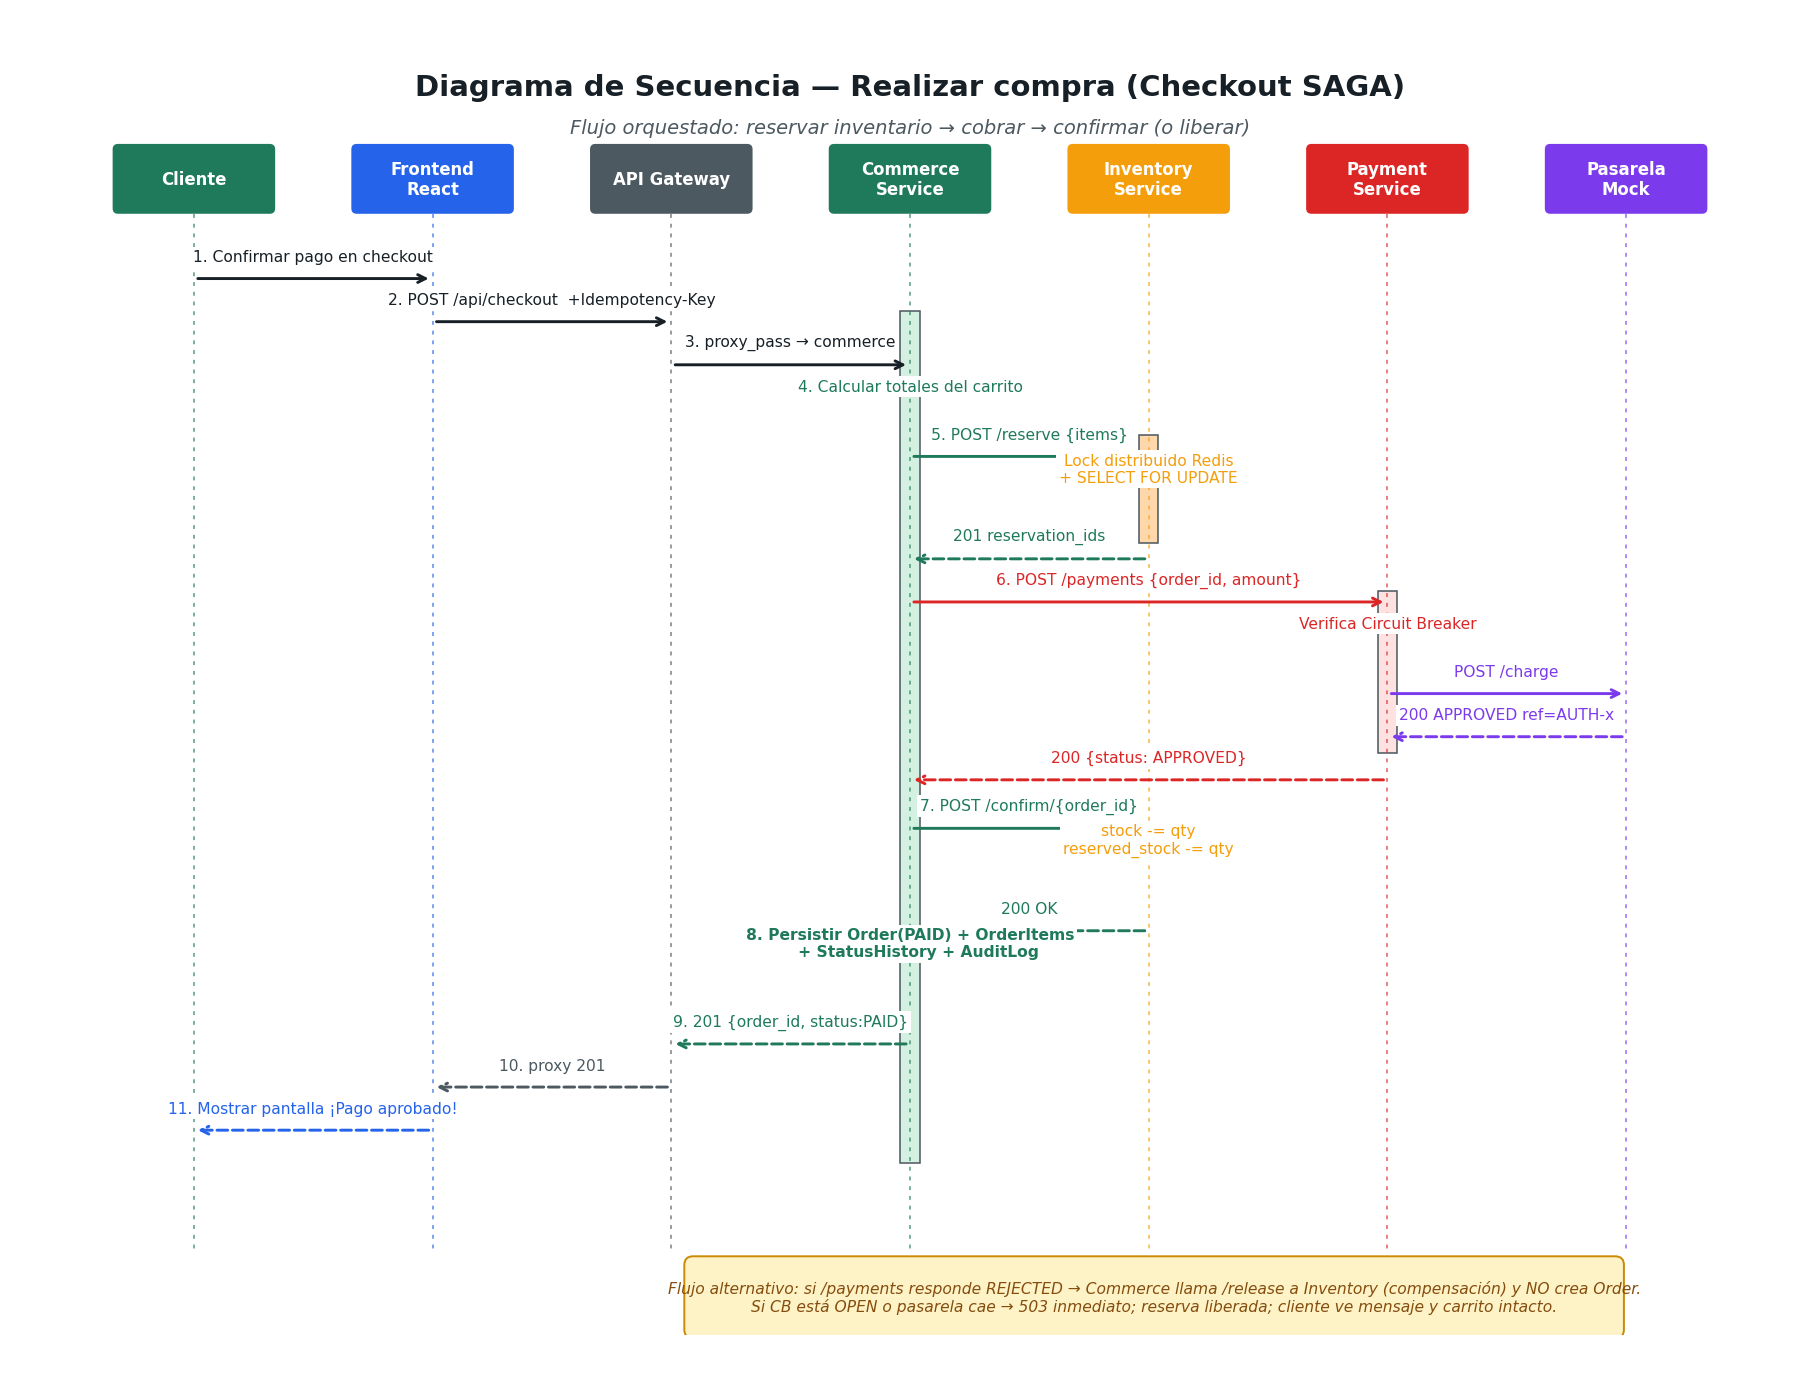 Diagrama de Secuencia — Realizar compra (Checkout SAGA)
Flujo orquestado: reservar inventario → cobrar → confirmar (o liberar)
Cliente
Frontend
React
API Gateway
Commerce
Service
Inventory
Service
Payment
Service
Pasarela
Mock
1. Confirmar pago en checkout
2. POST /api/checkout  +Idempotency-Key
3. proxy_pass → commerce
4. Calcular totales del carrito
5. POST /reserve {items}
Lock distribuido Redis
+ SELECT FOR UPDATE
201 reservation_ids
6. POST /payments {order_id, amount}
Verifica Circuit Breaker
POST /charge
200 APPROVED ref=AUTH-x
200 {status: APPROVED}
7. POST /confirm/{order_id}
stock -= qty
reserved_stock -= qty
200 OK
8. Persistir Order(PAID) + OrderItems
+ StatusHistory + AuditLog
9. 201 {order_id, status:PAID}
10. proxy 201
11. Mostrar pantalla ¡Pago aprobado!
Flujo alternativo: si /payments responde REJECTED → Commerce llama /release a Inventory (compensación) y NO crea Order.
Si CB está OPEN o pasarela cae → 503 inmediato; reserva liberada; cliente ve mensaje y carrito intacto.